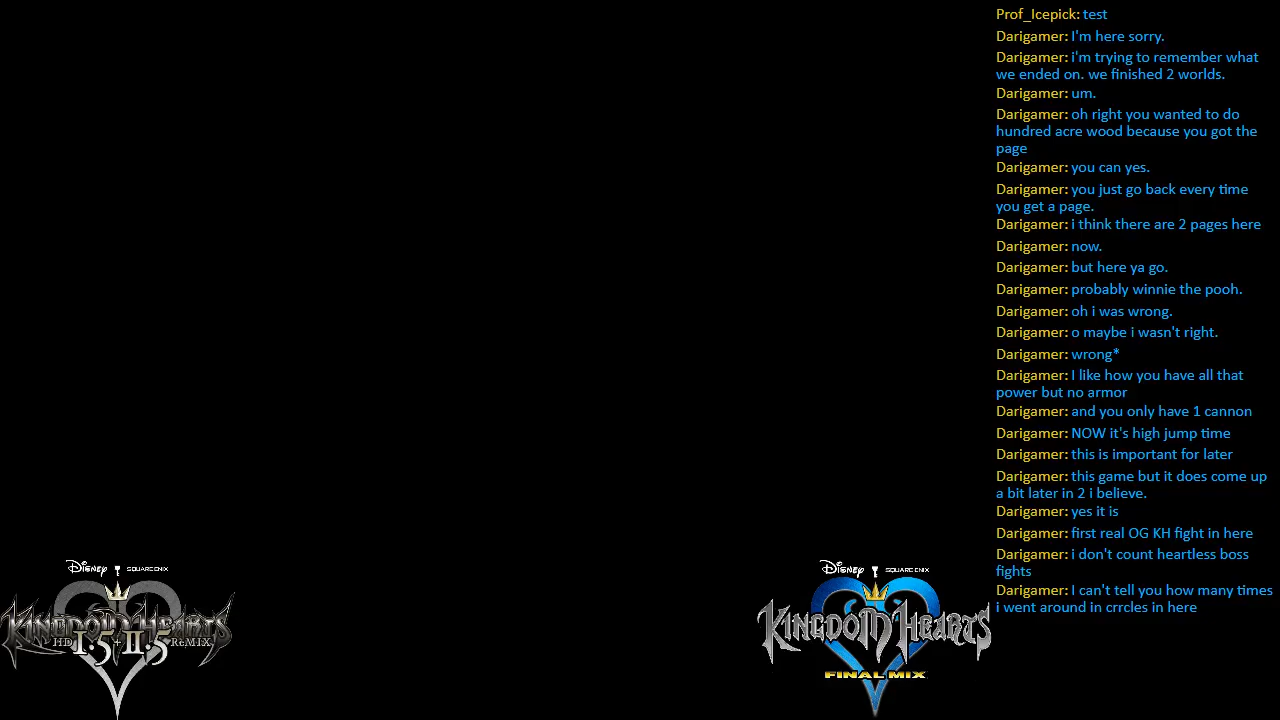 Prof_Icepick: test
Darigamer: I'm here sorry.
Darigamer: i'm trying to remember what
we ended on. we finished 2 worlds.
Darigamer: um.
Darigamer: oh right you wanted to do
hundred acre wood because you got the
page
Darigamer: you can yes.
Darigamer: you just go back every time
you get a page.
Darigamer: i think there are 2 pages here
Darigamer: now.
Darigamer: but here ya go.
Darigamer: probably winnie the pooh.
Darigamer: oh i was wrong.
Darigamer: o maybe i wasn't right.
Darigamer: wrong*
Darigamer: I like how you have all that
power but no armor
Darigamer: and you only have 1 cannon
Darigamer: NOW it's high jump time
Darigamer: this is important for later
Darigamer: this game but it does come up
a bit later in 2 i believe.
Darigamer: yes it is
Darigamer: first real OG KH fight in here
Darigamer: i don't count heartless boss
fights
Darigamer: I can't tell you how many times
i went around in crrcles in here
Disney SQUARE ENIX
KINGDOM HEARTS
HD I.5+II.5 ReMIX
Disney SQUARE ENIX
KINGDOM HEARTS
FINAL MIX